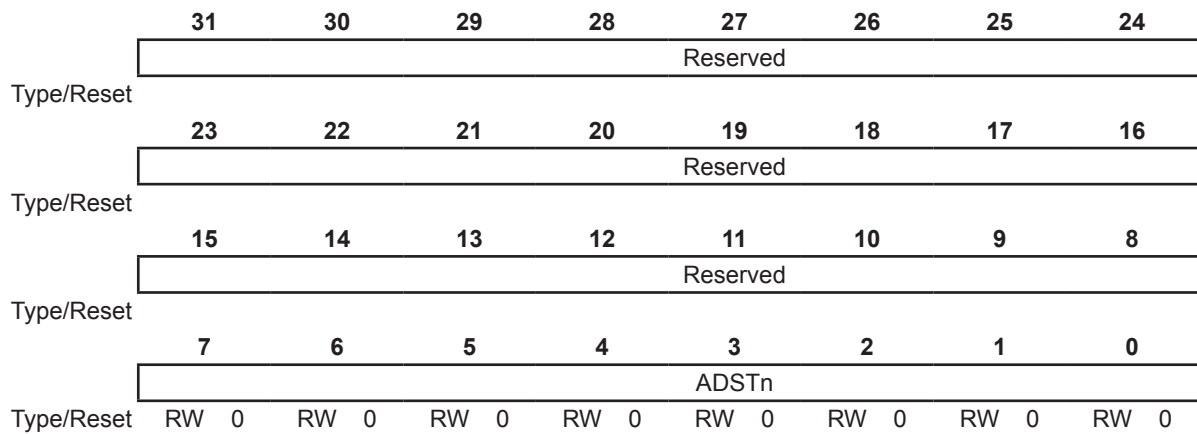 31 30 29 28 27 26 25 24
Reserved
Type/Reset
23 22 21 20 19 18 17 16
Reserved
Type/Reset
15 14 13 12 11 10 9 8
Reserved
Type/Reset
7 6 5 4 3 2 1 0
ADSTn
Type/Reset RW 0 RW 0 RW 0 RW 0 RW 0 RW 0 RW 0 RW 0